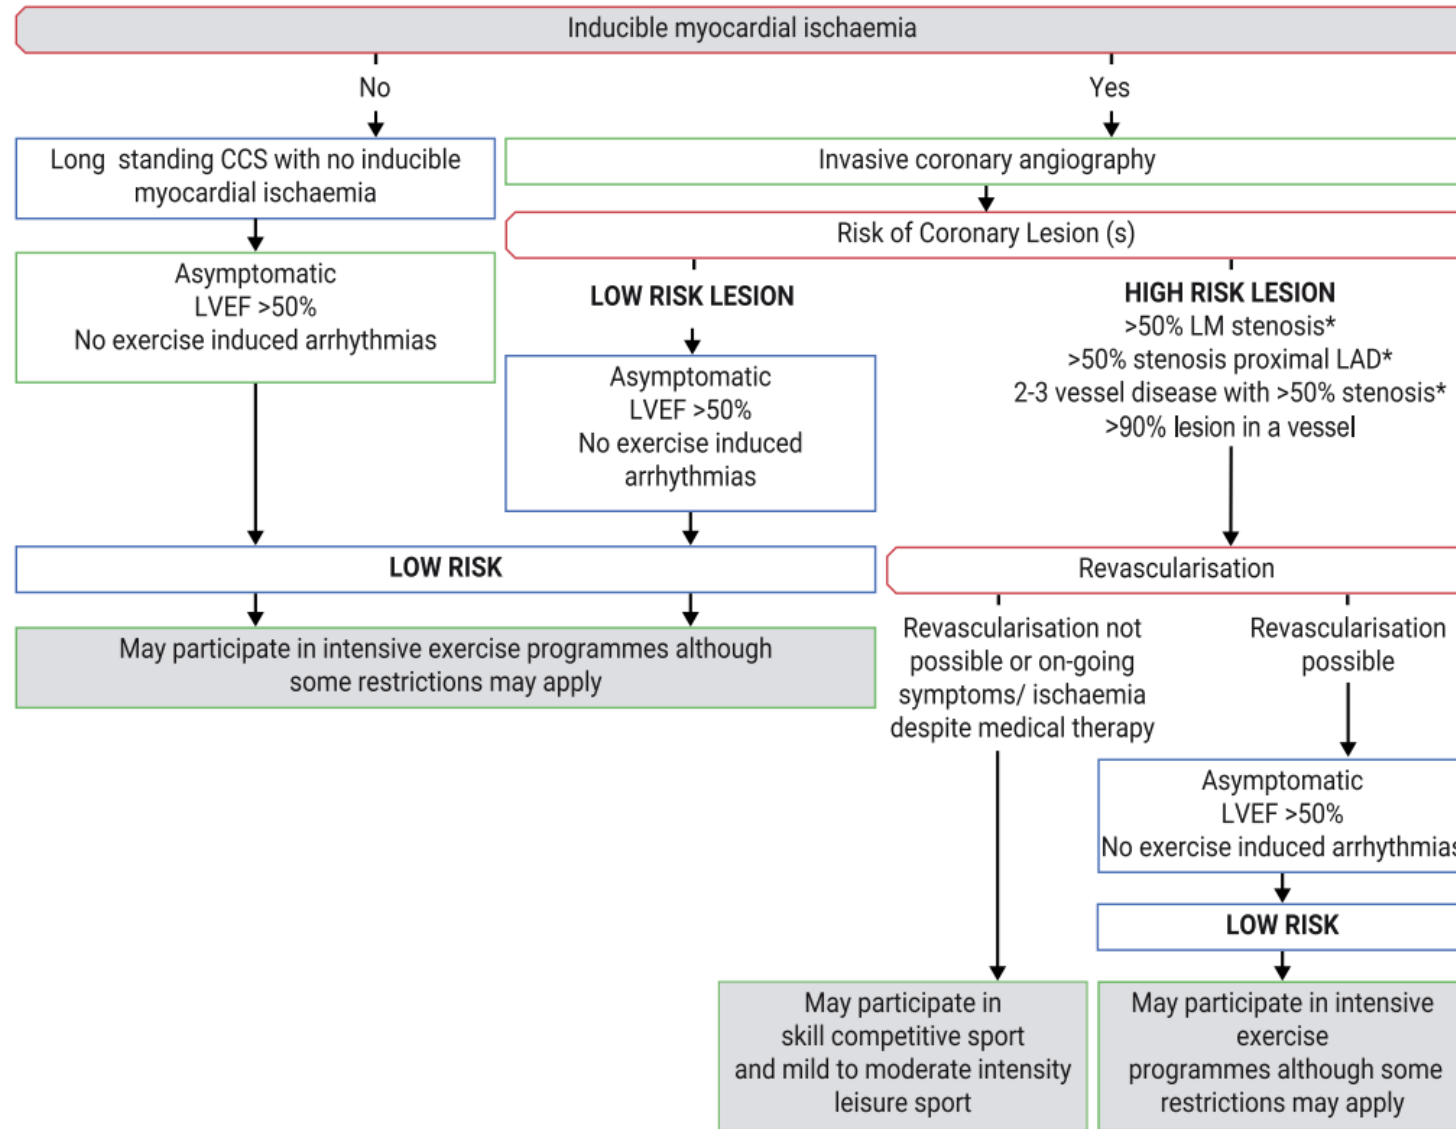 Inducible myocardial ischaemia
No
Yes
Long standing CCS with no inducible
myocardial ischaemia
Invasive coronary angiography
Risk of Coronary Lesion (s)
Asymptomatic
LVEF >50%
No exercise induced arrhythmias
LOW RISK LESION
Asymptomatic
LVEF >50%
No exercise induced
arrhythmias
HIGH RISK LESION
>50% LM stenosis*
>50% stenosis proximal LAD*
2-3 vessel disease with >50% stenosis*
>90% lesion in a vessel
LOW RISK
May participate in intensive exercise programmes although
some restrictions may apply
Revascularisation
Revascularisation not
possible or on-going
symptoms/ ischaemia
despite medical therapy
Revascularisation
possible
Asymptomatic
LVEF >50%
No exercise induced arrhythmias
LOW RISK
May participate in
skill competitive sport
and mild to moderate intensity
leisure sport
May participate in intensive
exercise
programmes although some
restrictions may apply